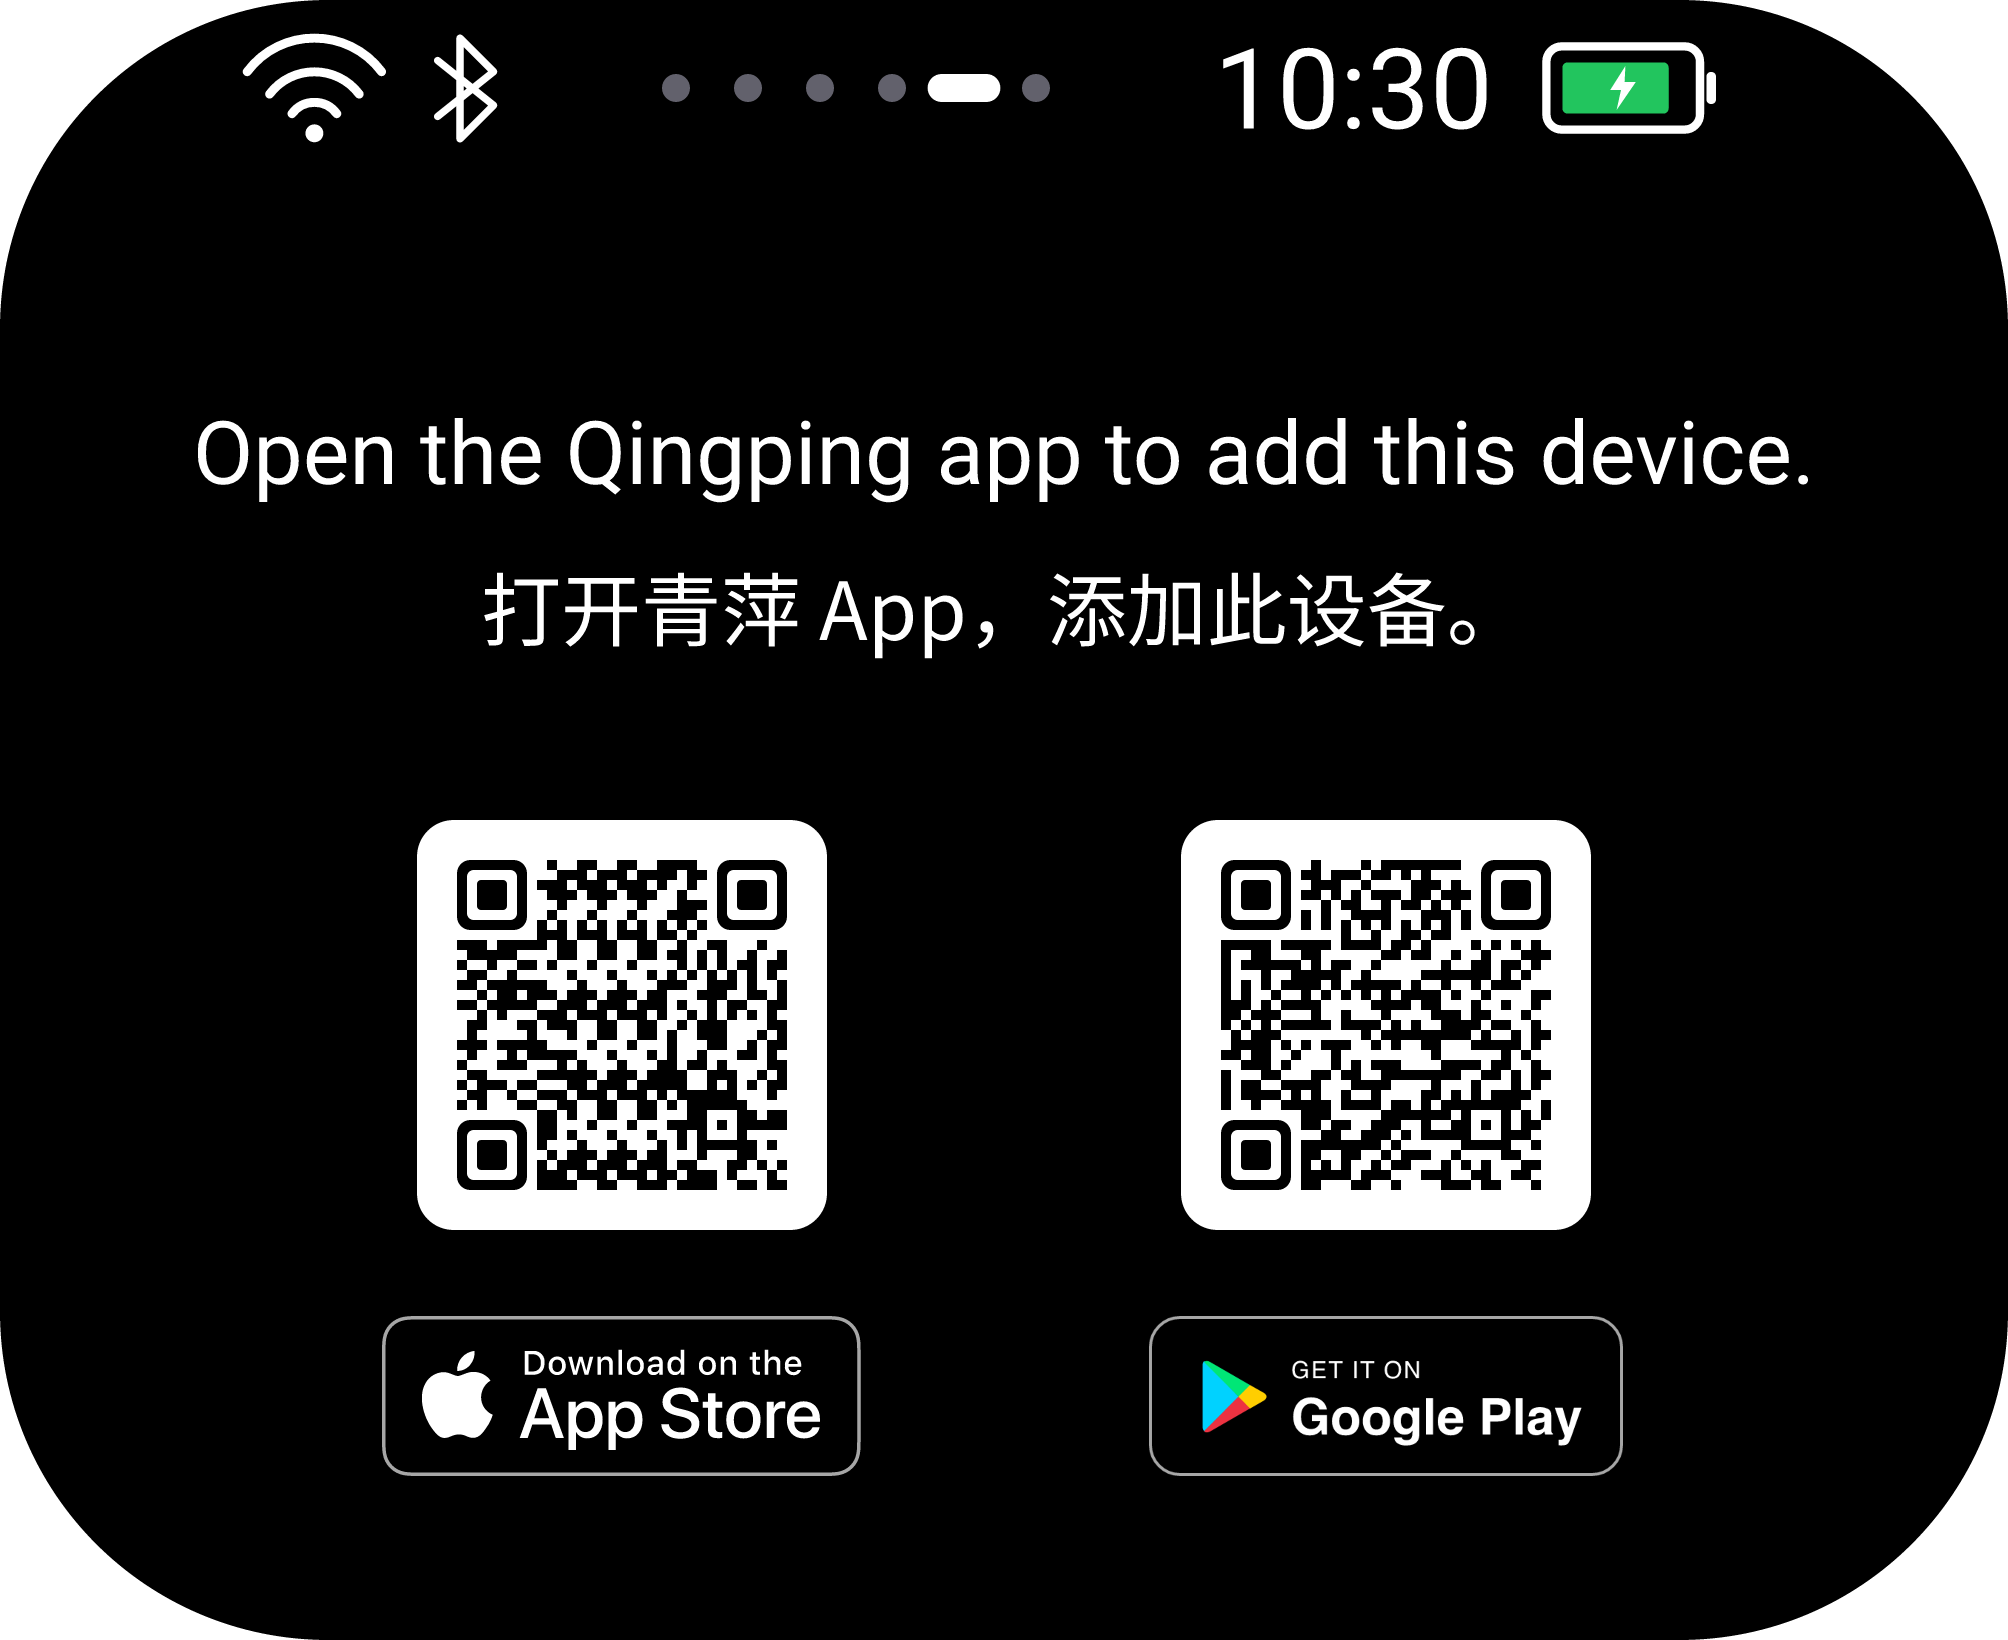 10:30
Open the Qingping app to add this device.
打开青萍 App，添加此设备。
Download on the
App Store
GET IT ON
Google Play